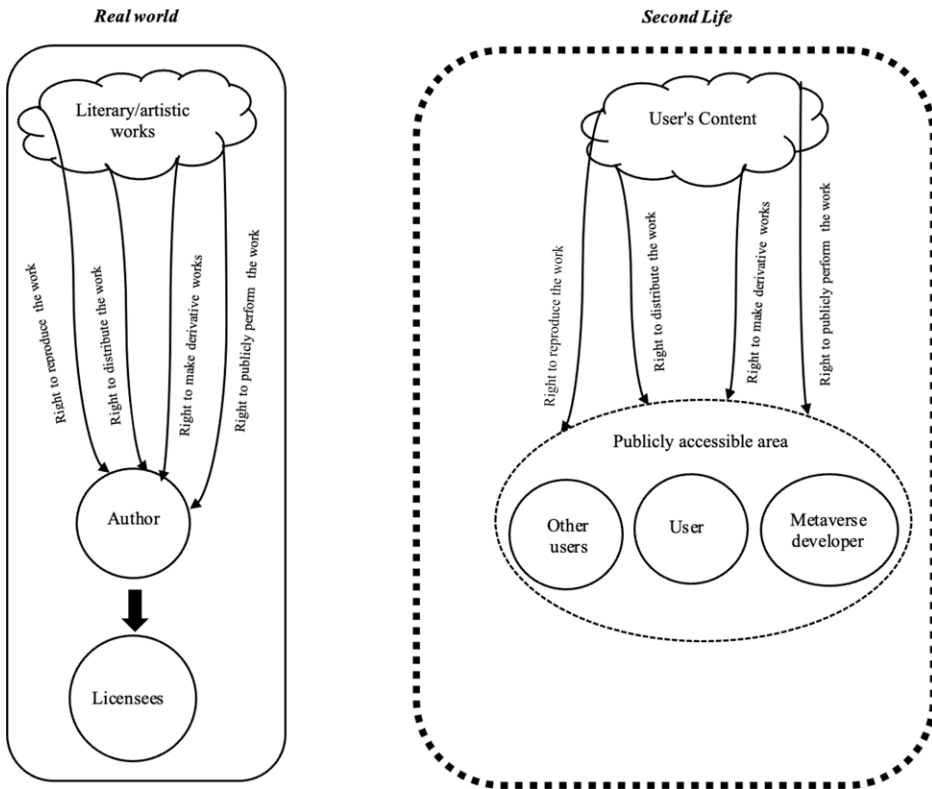 Real world
Literary/artistic
works
Right to reproduce the work
Right to distribute the work
Right to make derivative works
Right to publicly perform the work
Author
Licensees
Second Life
User's Content
Right to reproduce the work
Right to distribute the work
Right to make derivative works
Right to publicly perform the work
Publicly accessible area
Other
users
User
Metaverse
developer